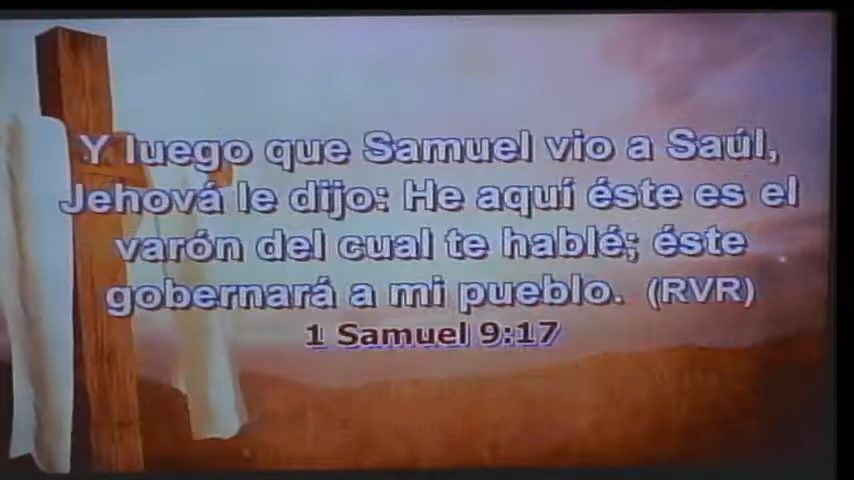 Y luego que Samuel vio a Saúl,
Jehová le dijo: He aquí éste es el
varón del cual te hablé; éste
gobernará a mi pueblo. (RVR)
1 Samuel 9:17